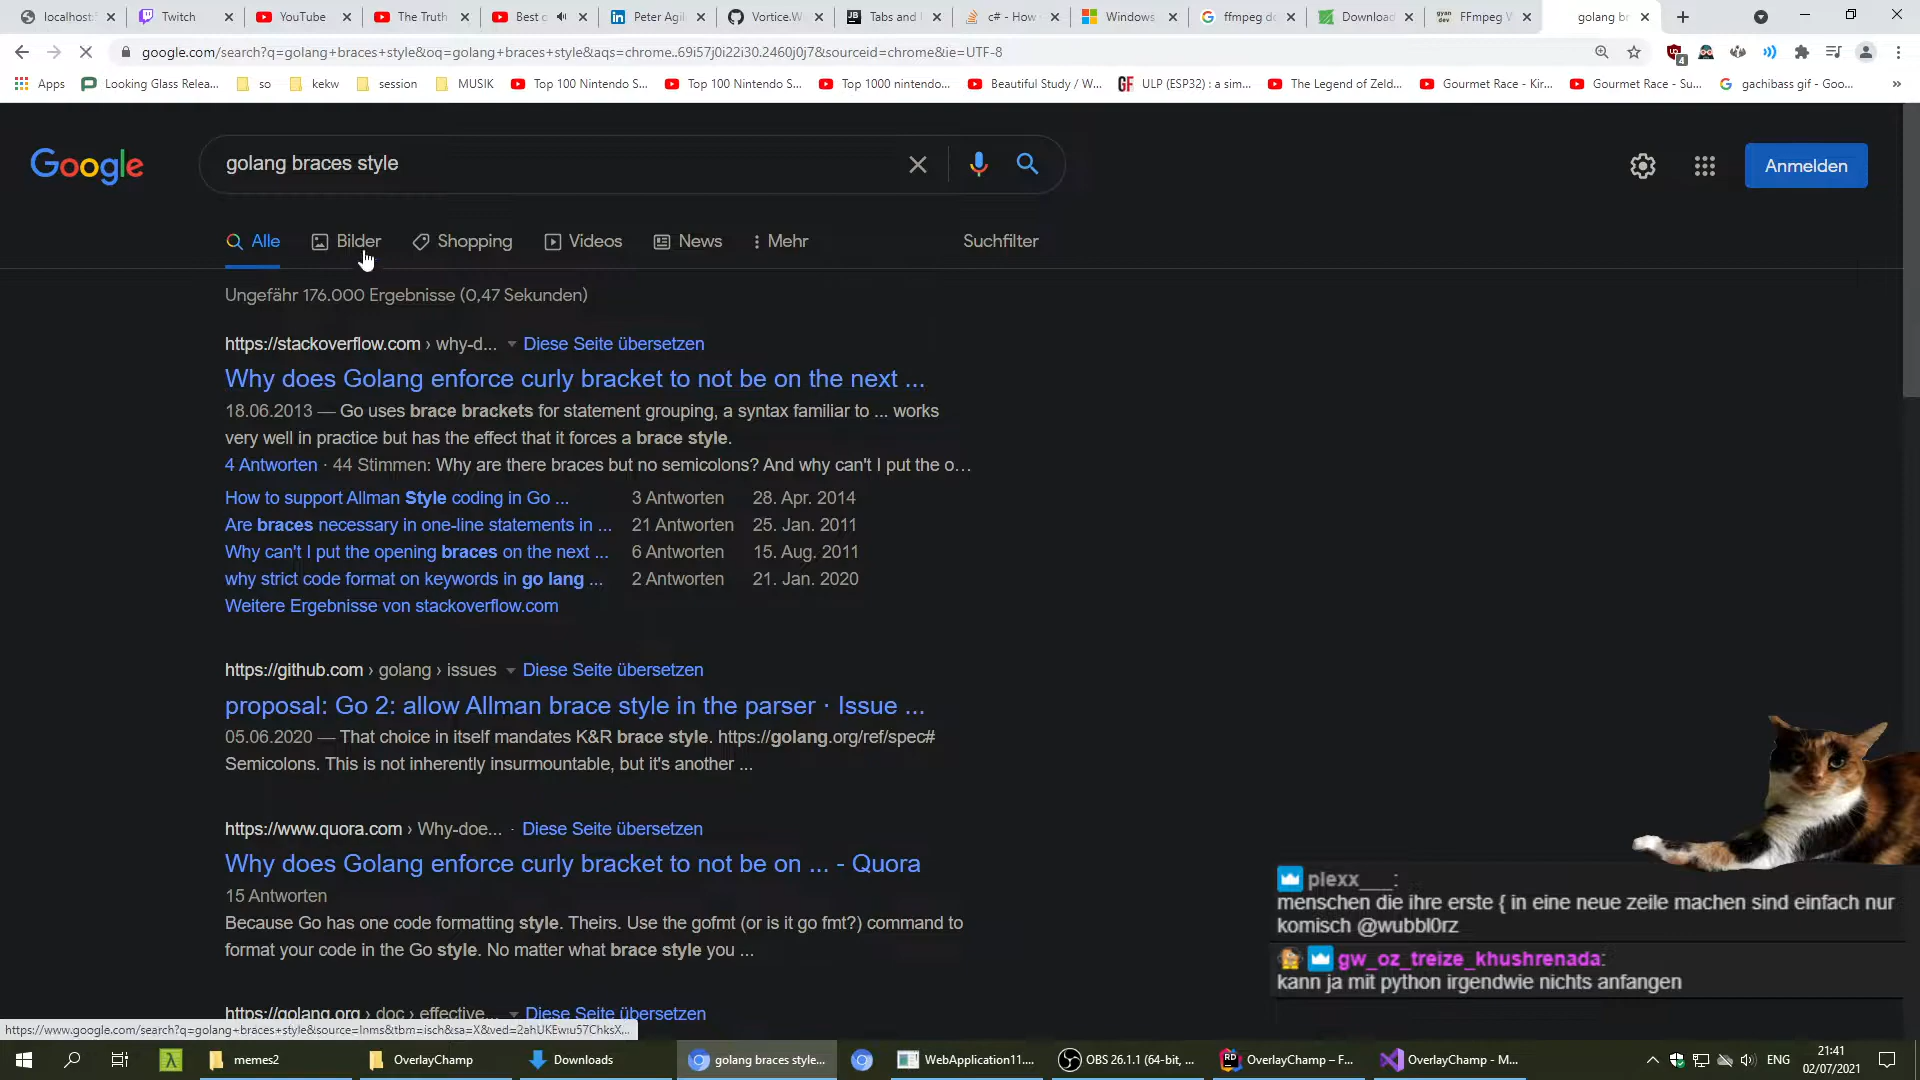 localhost:
Twitch
YouTube
The Truth
Best o
Peter Agil
Vortice.W
Tabs and
c# - How
Windows
ffmpeg do
Download
FFmpeg V
golang br
google.com/search?q=golang+braces+style&oq=golang+braces+style&aqs=chrome..69i57j0i22i30.2460j0j7&sourceid=chrome&ie=UTF-8
4
Apps
Looking Glass Relea...
so
kekw
session
MUSIK
Top 100 Nintendo S...
Top 100 Nintendo S...
Top 1000 nintendo...
Beautiful Study / W...
GF ULP (ESP32) : a sim...
The Legend of Zeld...
Gourmet Race - Kir...
Gourmet Race - Su...
gachibass gif - Goo...
»
Google
golang braces style
Anmelden
Alle
Bilder
Shopping
Videos
News
Mehr
Suchfilter
Ungefähr 176.000 Ergebnisse (0,47 Sekunden)
https://stackoverflow.com › why-d... Diese Seite übersetzen
Why does Golang enforce curly bracket to not be on the next ...
18.06.2013 — Go uses brace brackets for statement grouping, a syntax familiar to ... works
very well in practice but has the effect that it forces a brace style.
4 Antworten · 44 Stimmen: Why are there braces but no semicolons? And why can't I put the o...
How to support Allman Style coding in Go ... 3 Antworten 28. Apr. 2014
Are braces necessary in one-line statements in ... 21 Antworten 25. Jan. 2011
Why can't I put the opening braces on the next ... 6 Antworten 15. Aug. 2011
why strict code format on keywords in go lang ... 2 Antworten 21. Jan. 2020
Weitere Ergebnisse von stackoverflow.com
https://github.com › golang › issues Diese Seite übersetzen
proposal: Go 2: allow Allman brace style in the parser · Issue ...
05.06.2020 — That choice in itself mandates K&R brace style. https://golang.org/ref/spec#
Semicolons. This is not inherently insurmountable, but it's another ...
https://www.quora.com › Why-doe... · Diese Seite übersetzen
Why does Golang enforce curly bracket to not be on ... - Quora
15 Antworten
Because Go has one code formatting style. Theirs. Use the gofmt (or is it go fmt?) command to
format your code in the Go style. No matter what brace style you ...
https://golang.org › doc › effective... Diese Seite übersetzen
plexx___:
menschen die ihre erste { in eine neue zeile machen sind einfach nur
komisch @wubbl0rz
gw_oz_treize_khushrenada:
kann ja mit python irgendwie nichts anfangen
memes2
OverlayChamp
Downloads
golang braces style...
WebApplication11....
OBS 26.1.1 (64-bit, ...
OverlayChamp – F...
OverlayChamp - M...
ENG
21:41
02/07/2021